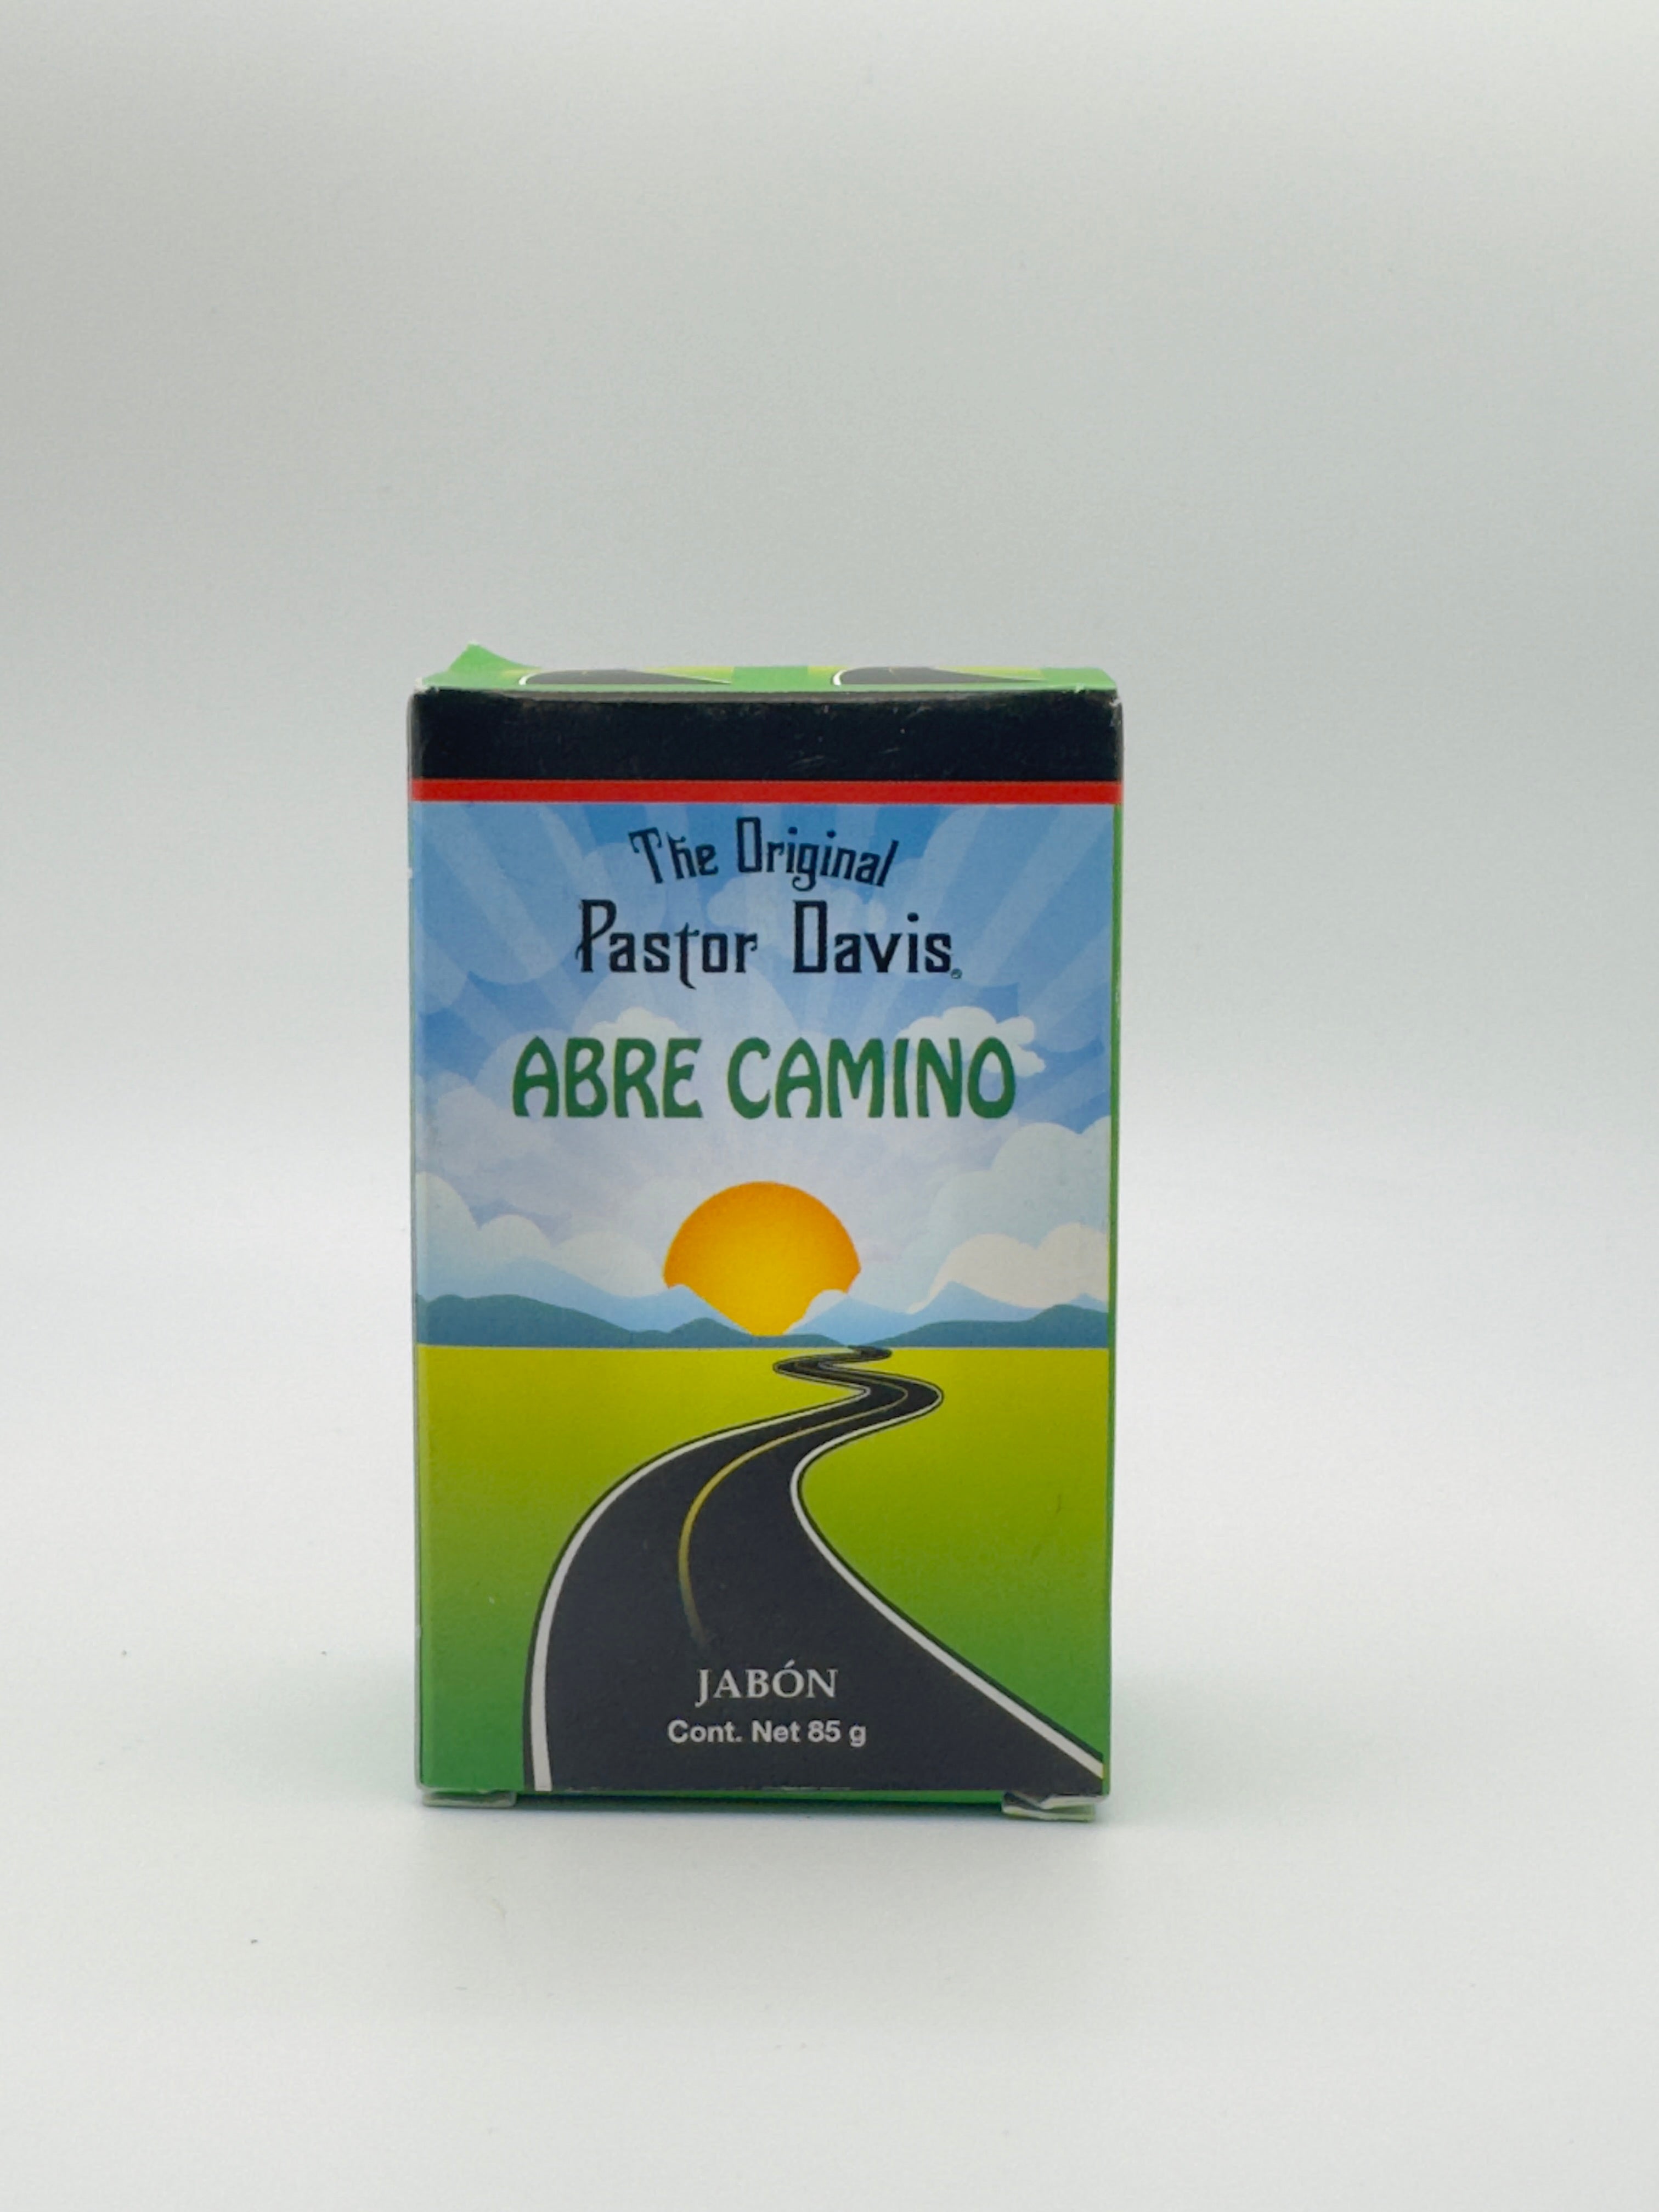 The Original
Pastor Davis®
ABRE CAMINO
JABÓN
Cont. Net 85 g